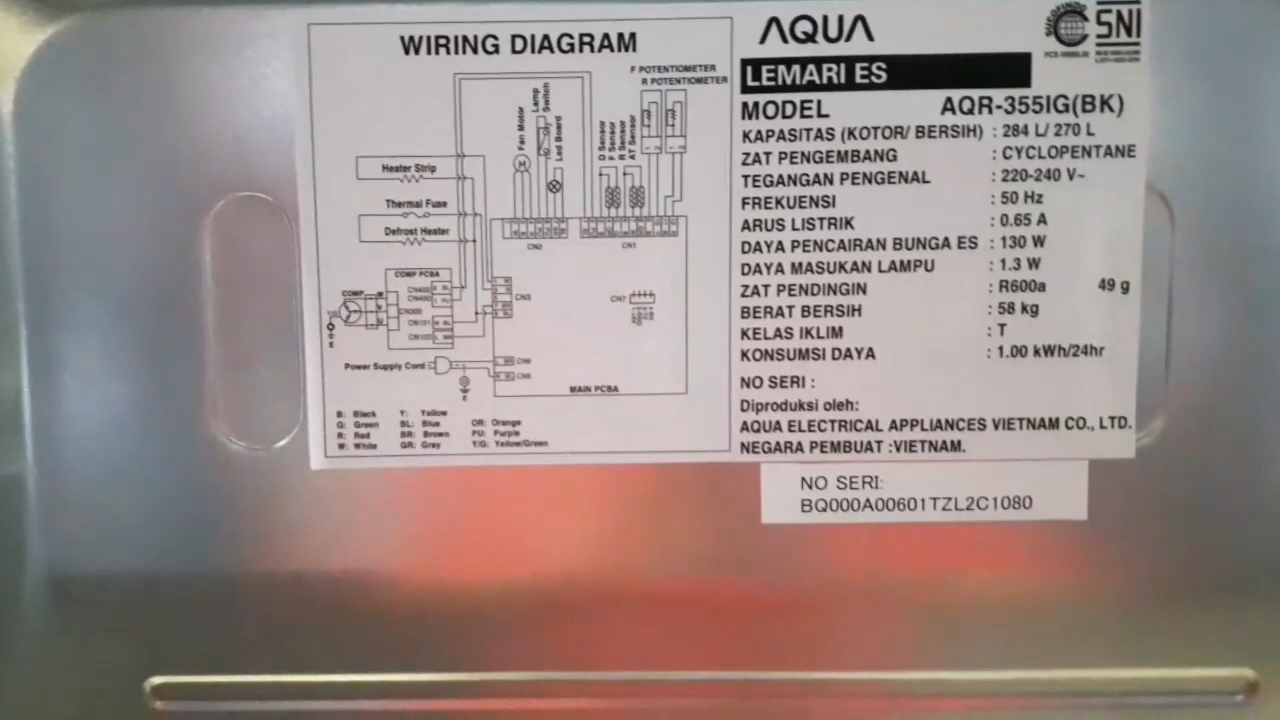 WIRING DIAGRAM
F POTENTIOMETER
R POTENTIOMETER
Fan Motor
Lamp Switch
Led Board
D Sensor
F Sensor
R Sensor
AT Sensor
Heater Strip
Thermal Fuse
Defrost Heater
M
CN2
CN1
COMP PCBA
COMP
CN3
CN7
Power Supply Cord
E
E
MAIN PCBA
B: Black Y: Yellow
G: Green BL: Blue OR: Orange
R: Red BR: Brown PU: Purple
W: White GR: Gray Y/G: Yellow/Green
AQUA
SUCOFINDO
SNI
LEMARI ES
MODEL AQR-355IG(BK)
KAPASITAS (KOTOR/ BERSIH) : 284 L/ 270 L
ZAT PENGEMBANG : CYCLOPENTANE
TEGANGAN PENGENAL : 220-240 V~
FREKUENSI : 50 Hz
ARUS LISTRIK : 0.65 A
DAYA PENCAIRAN BUNGA ES : 130 W
DAYA MASUKAN LAMPU : 1.3 W
ZAT PENDINGIN : R600a 49 g
BERAT BERSIH : 58 kg
KELAS IKLIM : T
KONSUMSI DAYA : 1.00 kWh/24hr
NO SERI :
Diproduksi oleh:
AQUA ELECTRICAL APPLIANCES VIETNAM CO., LTD.
NEGARA PEMBUAT :VIETNAM.
NO SERI:
BQ000A00601TZL2C1080